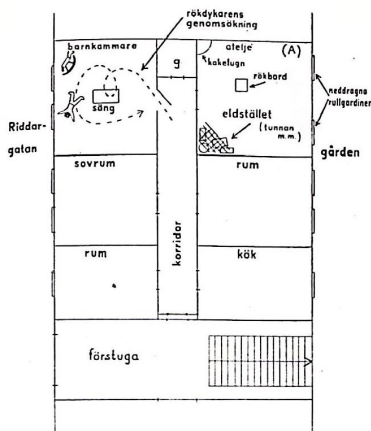 rökdykarens
genomsökning
barnkammare
ateljé
(A)
kakelugn
g
rökbord
säng
neddragna
rullgardiner
eldstället
(tunnan
m.m.)
Riddar-
gatan
gården
sovrum
rum
korridor
rum
kök
förstuga